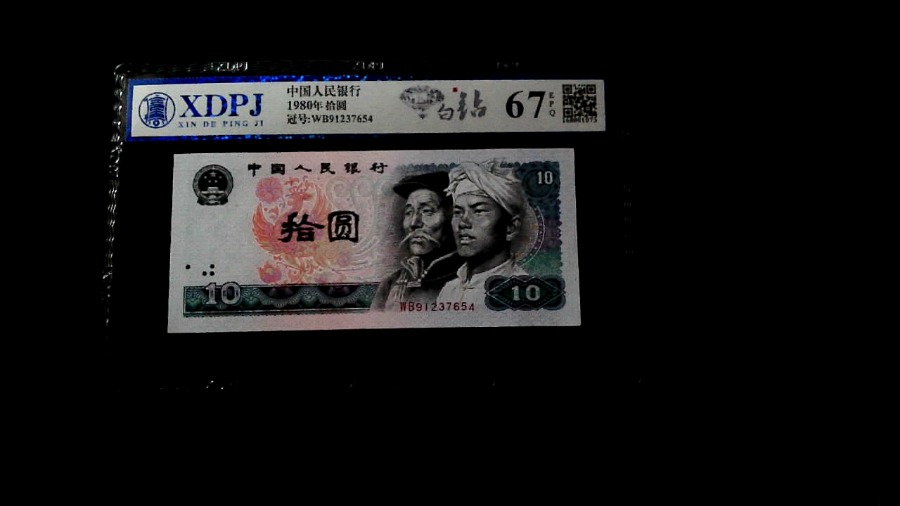 XDPJ
XIN DE PING JI
中国人民银行
1980年 拾圆
冠号:WB91237654
白钻
67
EPQ
中国人民银行
10
拾圆
10
WB91237654
10